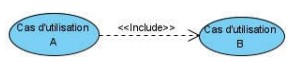 Cas d'utilisation
A
<<Include>>
Cas d'utilisation
B